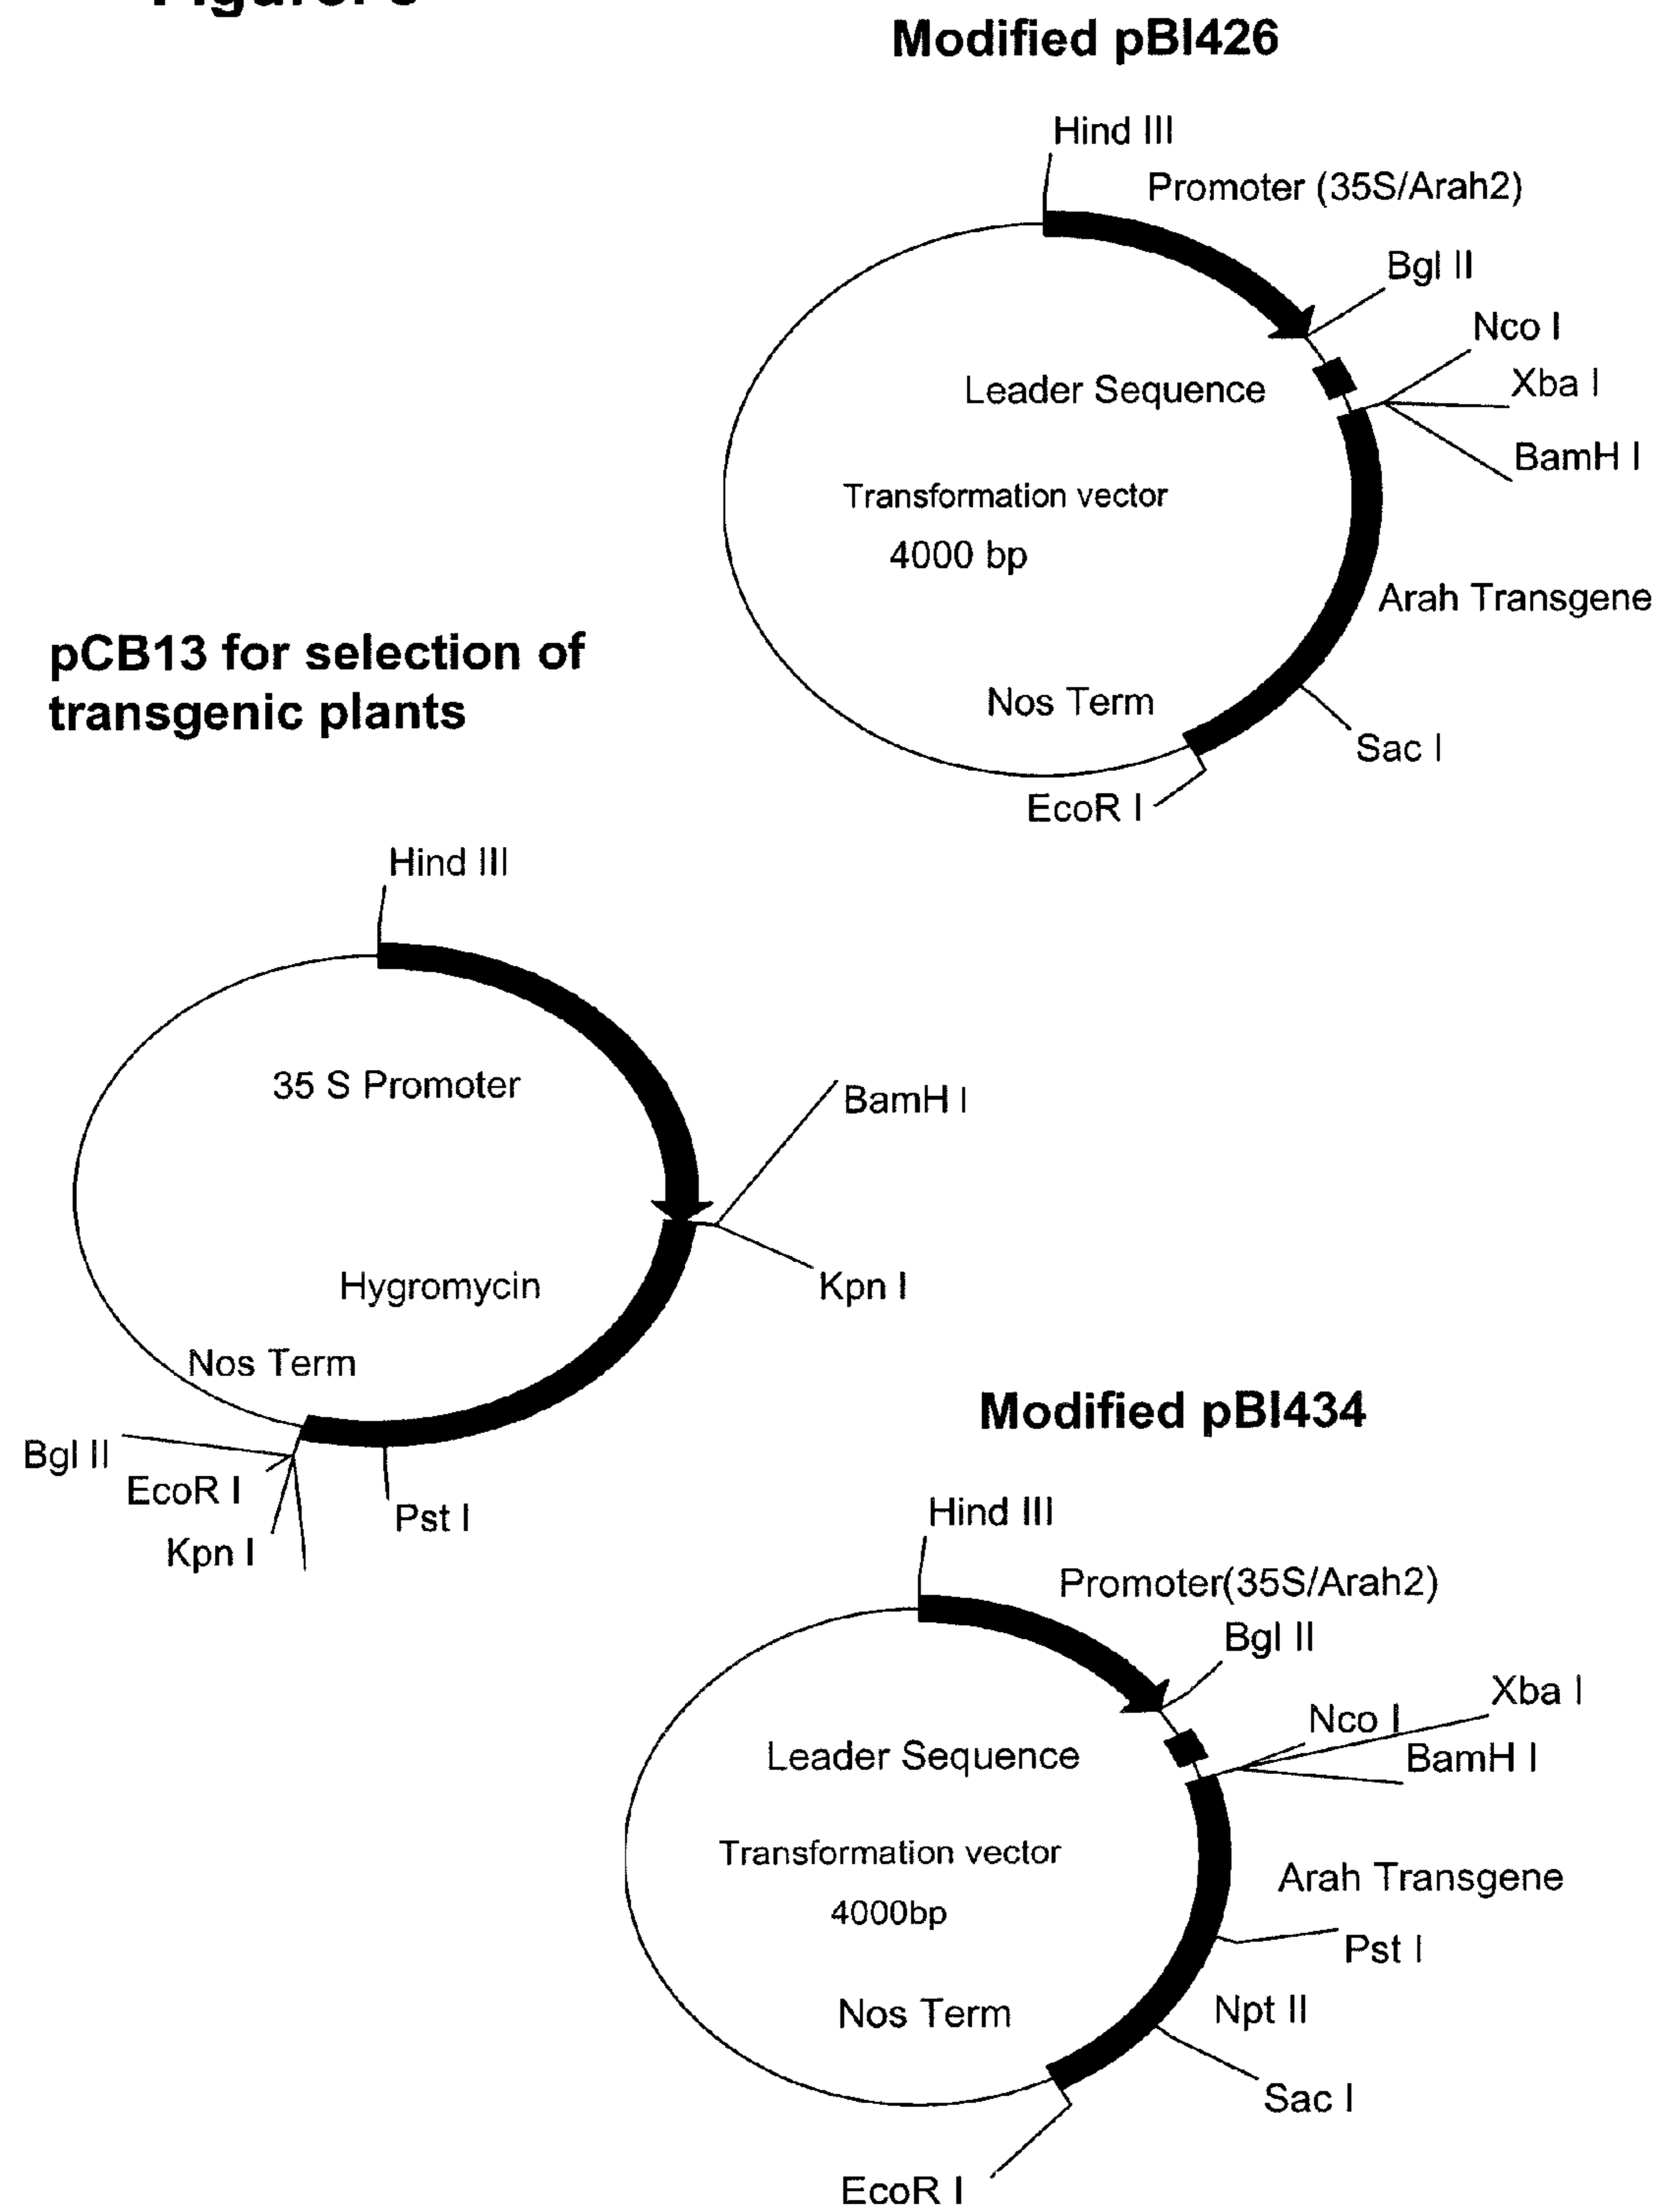 Modified pBI426
Hind III
Promoter (35S/Arah2)
Bgl II
Nco I
Leader Sequence
Xba I
BamH I
Transformation vector
4000 bp
Arah Transgene
Nos Term
Sac I
EcoR I
pCB13 for selection of
transgenic plants
Hind III
35 S Promoter
BamH I
Hygromycin
Kpn I
Nos Term
Bgl II
EcoR I
Pst I
Kpn I
Modified pBI434
Hind III
Promoter(35S/Arah2)
Bgl II
Xba I
Nco I
Leader Sequence
BamH I
Transformation vector
Arah Transgene
4000bp
Pst I
Nos Term
Npt II
Sac I
EcoR I